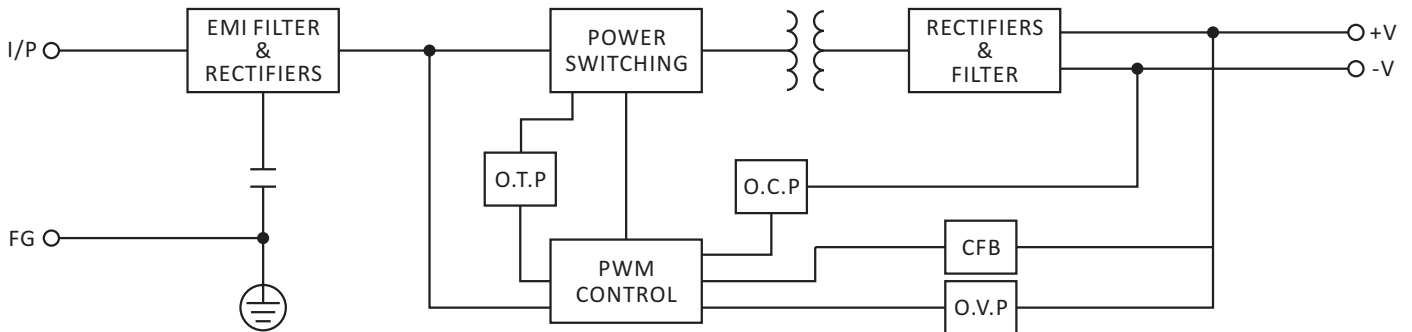 I/P
EMI FILTER
&
RECTIFIERS
POWER
SWITCHING
RECTIFIERS
&
FILTER
+V
-V
O.T.P
O.C.P
FG
PWM
CONTROL
CFB
O.V.P